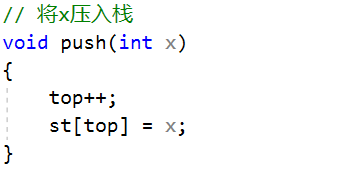 // 将x压入栈
void push(int x)
{
    top++;
    st[top] = x;
}